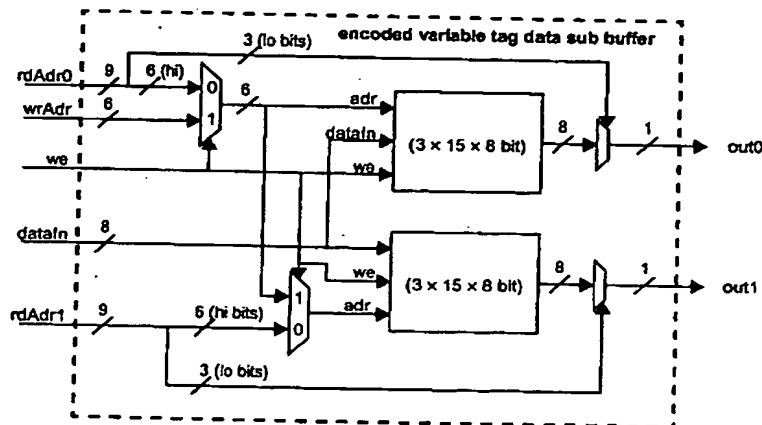 3 (lo bits)
encoded variable tag data sub buffer
rdAdr0
9
6 (hi)
0
6
adr
wrAdr
6
1
dataIn
(3 × 15 × 8 bit)
8
1
out0
we
we
dataIn
8
we
(3 × 15 × 8 bit)
8
1
out1
1
adr
rdAdr1
9
6 (hi bits)
0
3 (lo bits)